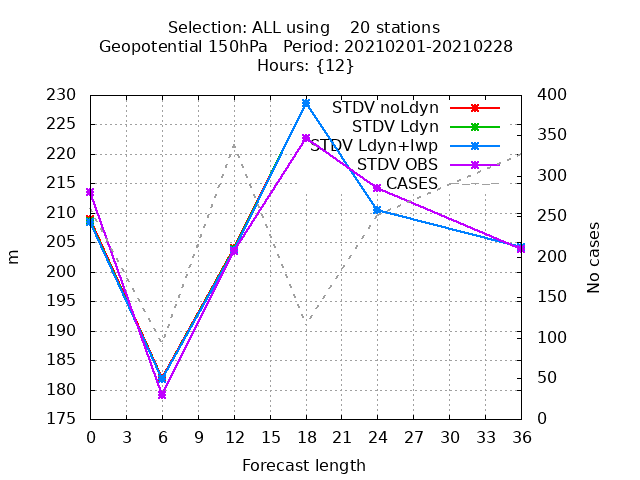 Selection: ALL using    20 stations
Geopotential 150hPa   Period: 20210201-20210228
Hours: {12}
230
225
220
215
210
205
200
195
190
185
180
175
m
STDV noLdyn
STDV Ldyn
STDV Ldyn+lwp
STDV OBS
CASES
400
350
300
250
200
150
100
50
0
No cases
0 3 6 9 12 15 18 21 24 27 30 33 36
Forecast length